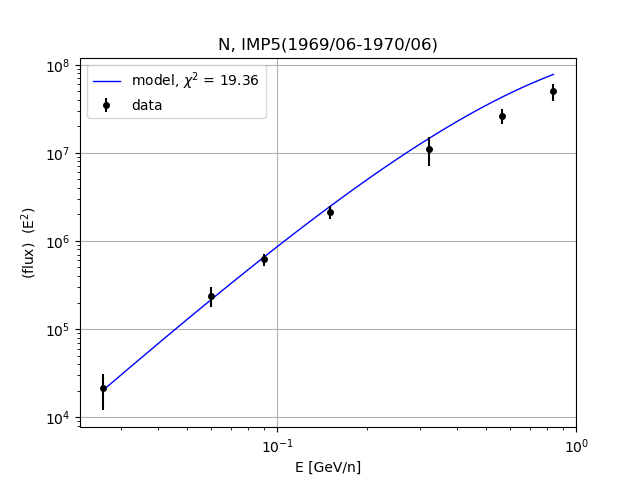 N, IMP5(1969/06-1970/06)
model, χ² = 19.36
data
(flux) (E²)
10⁸
10⁷
10⁶
10⁵
10⁴
10⁻¹
10⁰
E [GeV/n]